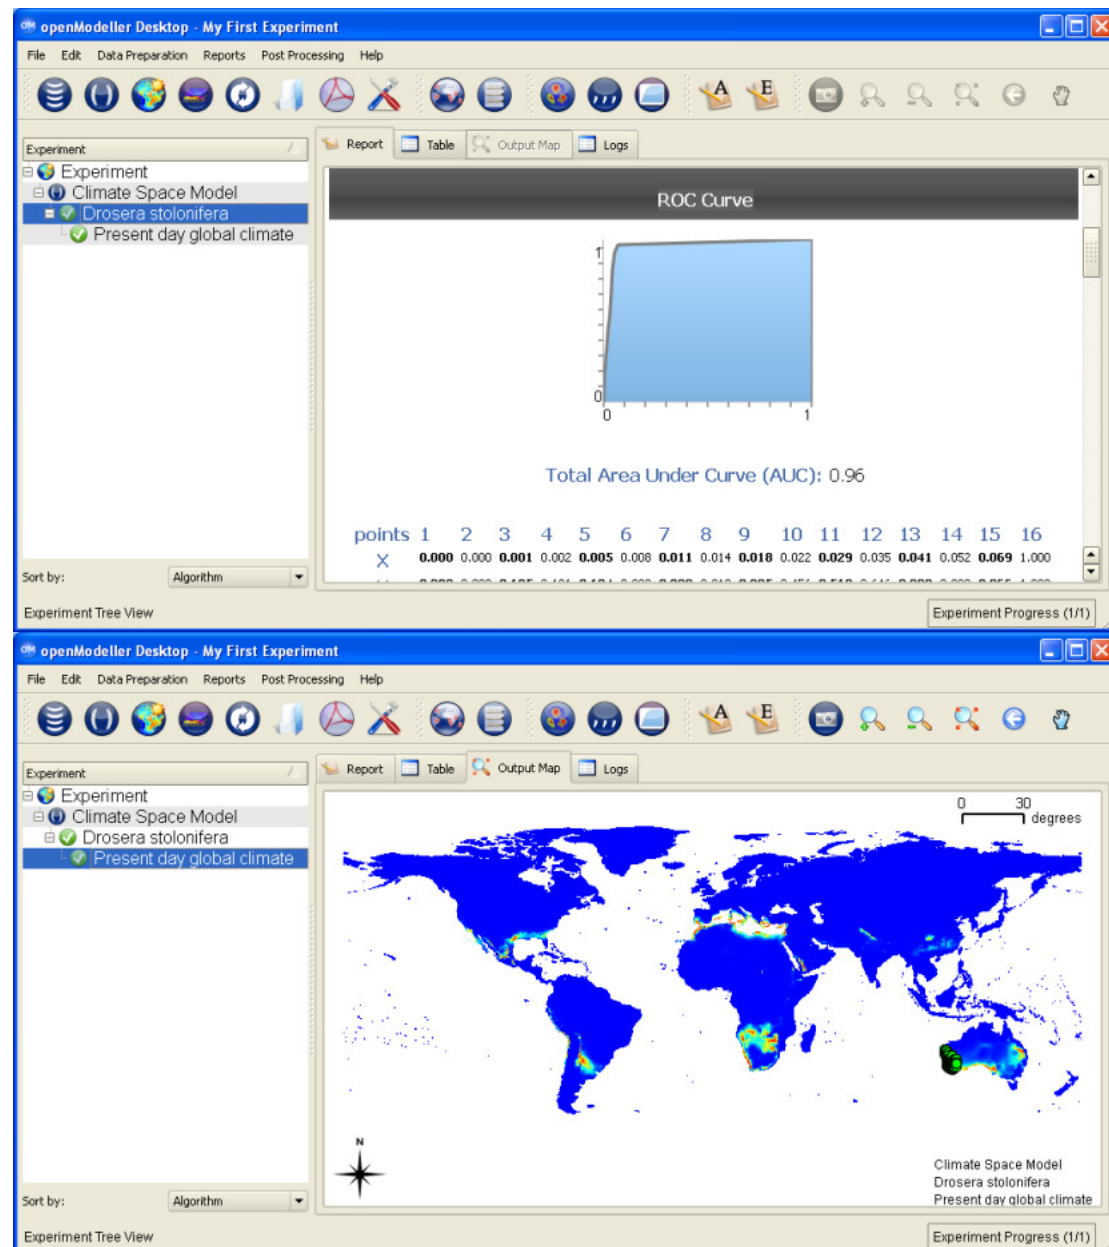 openModeller Desktop - My First Experiment
File Edit Data Preparation Reports Post Processing Help
A E
Experiment
Experiment
Climate Space Model
Drosera stolonifera
Present day global climate
Sort by: Algorithm
Report Table Output Map Logs
ROC Curve
1
0
0 1
Total Area Under Curve (AUC): 0.96
points 1 2 3 4 5 6 7 8 9 10 11 12 13 14 15 16
X 0.000 0.000 0.001 0.002 0.005 0.008 0.011 0.014 0.018 0.022 0.029 0.035 0.041 0.052 0.069 1.000
Experiment Tree View
Experiment Progress (1/1)
openModeller Desktop - My First Experiment
File Edit Data Preparation Reports Post Processing Help
A E
Experiment
Experiment
Climate Space Model
Drosera stolonifera
Present day global climate
Sort by: Algorithm
Report Table Output Map Logs
0 30
degrees
N
Climate Space Model
Drosera stolonifera
Present day global climate
Experiment Tree View
Experiment Progress (1/1)